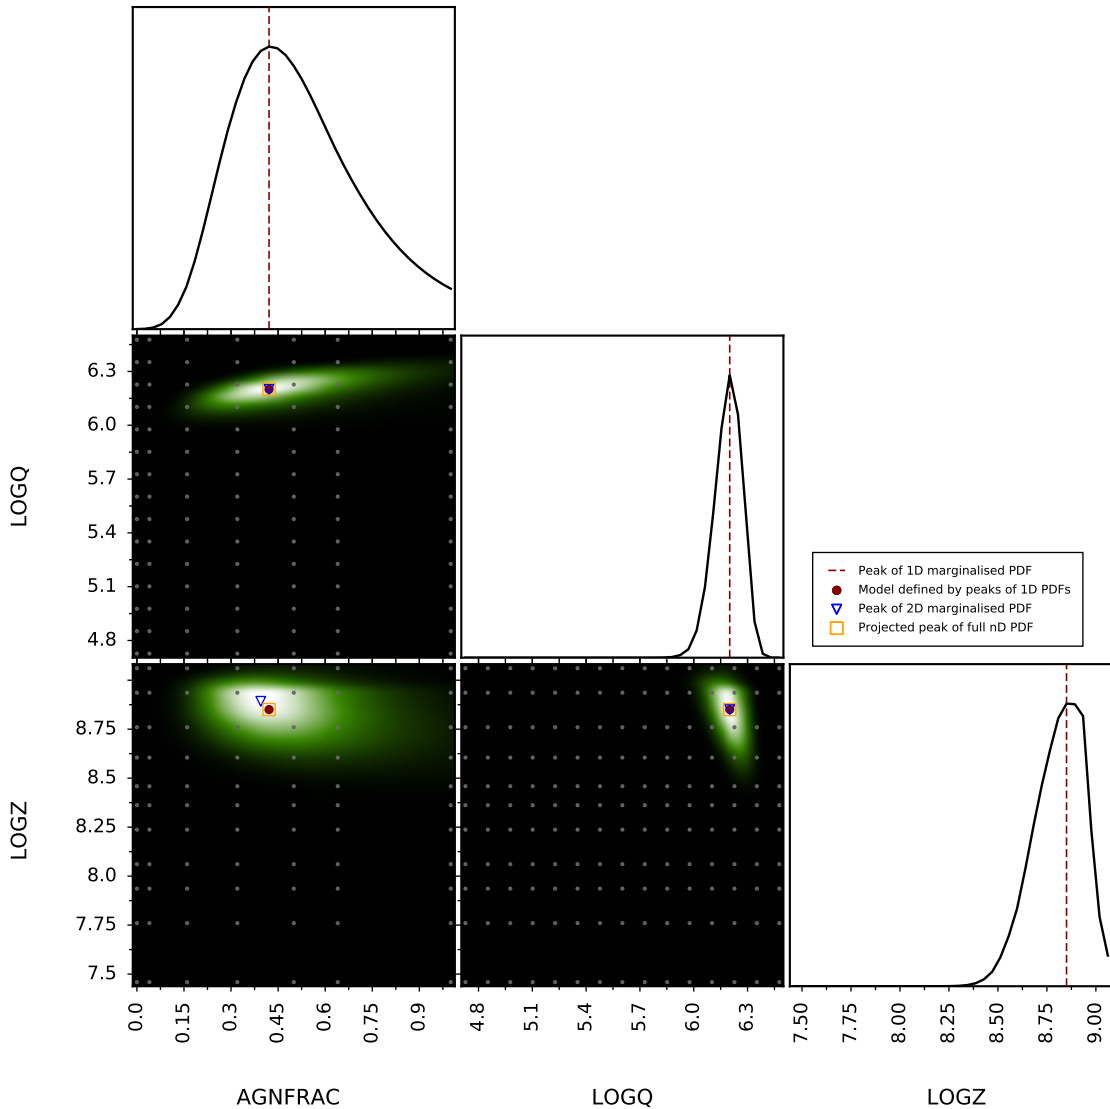 6.3
6.0
5.7
5.4
5.1
4.8
LOGQ
Peak of 1D marginalised PDF
Model defined by peaks of 1D PDFs
Peak of 2D marginalised PDF
Projected peak of full nD PDF
8.75
8.5
8.25
8.0
7.75
7.5
LOGZ
0.0 0.15 0.3 0.45 0.6 0.75 0.9
4.8 5.1 5.4 5.7 6.0 6.3
7.50 7.75 8.00 8.25 8.50 8.75 9.00
AGNFRAC
LOGQ
LOGZ